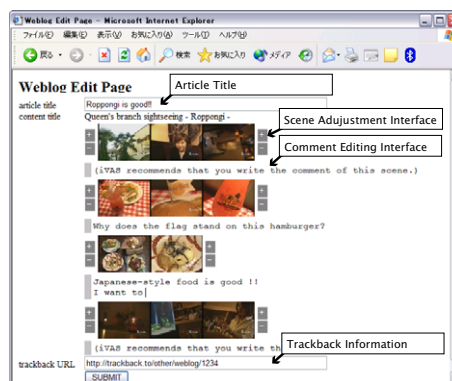 Weblog Edit Page - Microsoft Internet Explorer
ファイル(F) 編集(E) 表示(V) お気に入り(A) ツール(T) ヘルプ(H)
戻る 検索 お気に入り メディア
Weblog Edit Page
Article Title
article title Roppongi is good!!
content title Queen's branch sightseeing - Roppongi -
Scene Adujustment Interface
Comment Editing Interface
(iVAS recommends that you write the comment of this scene.)
Why does the flag stand on this hamburger?
Japanese-style food is good !!
I want to
Trackback Information
(iVAS recommends that you write th
trackback URL http://trackback.to/other/weblog/1234
SUBMIT